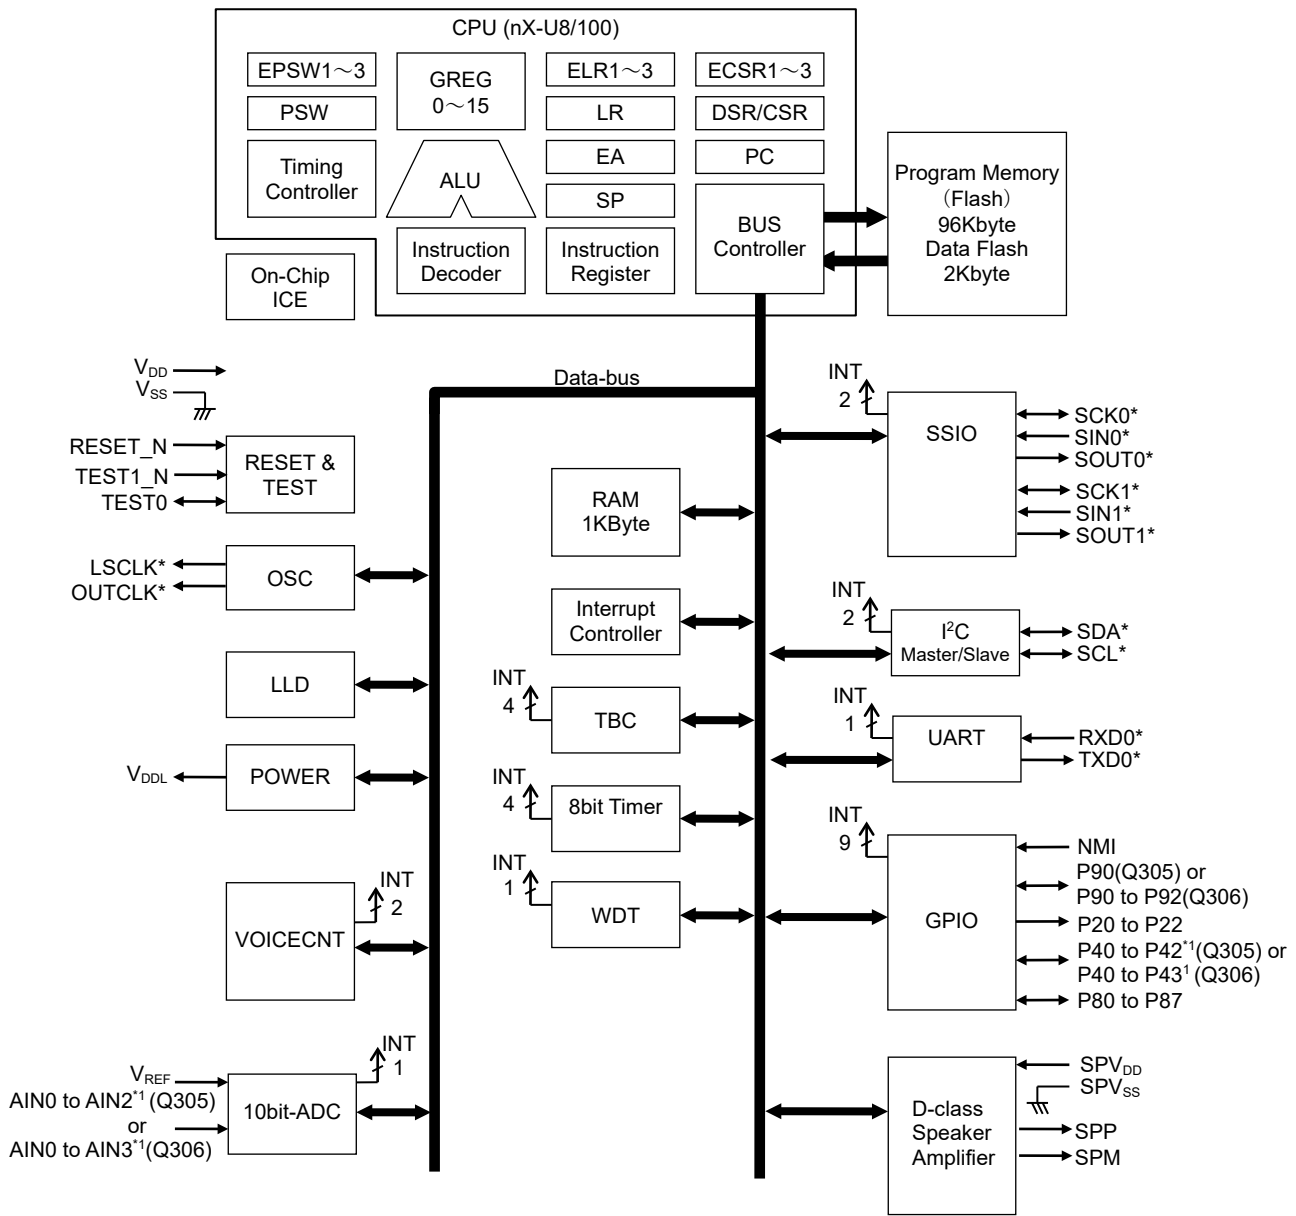 CPU (nX-U8/100)
EPSW1～3
GREG
0～15
ELR1～3
ECSR1～3
PSW
LR
DSR/CSR
Timing
Controller
ALU
EA
PC
SP
BUS
Controller
Instruction
Decoder
Instruction
Register
On-Chip
ICE
Program Memory
（Flash）
96Kbyte
Data Flash
2Kbyte
VDD
VSS
Data-bus
RESET_N
TEST1_N
TEST0
RESET &
TEST
LSCLK*
OUTCLK*
OSC
LLD
VDDL
POWER
VOICECNT
INT
2
VREF
AIN0 to AIN2*1 (Q305)
or
AIN0 to AIN3*1(Q306)
10bit-ADC
INT
1
RAM
1KByte
Interrupt
Controller
INT
4
TBC
INT
4
8bit Timer
INT
1
WDT
INT
2
SSIO
SCK0*
SIN0*
SOUT0*
SCK1*
SIN1*
SOUT1*
INT
2
I2C
Master/Slave
SDA*
SCL*
INT
1
UART
RXD0*
TXD0*
INT
9
GPIO
NMI
P90(Q305) or
P90 to P92(Q306)
P20 to P22
P40 to P42*1(Q305) or
P40 to P431 (Q306)
P80 to P87
D-class
Speaker
Amplifier
SPVDD
SPVSS
SPP
SPM